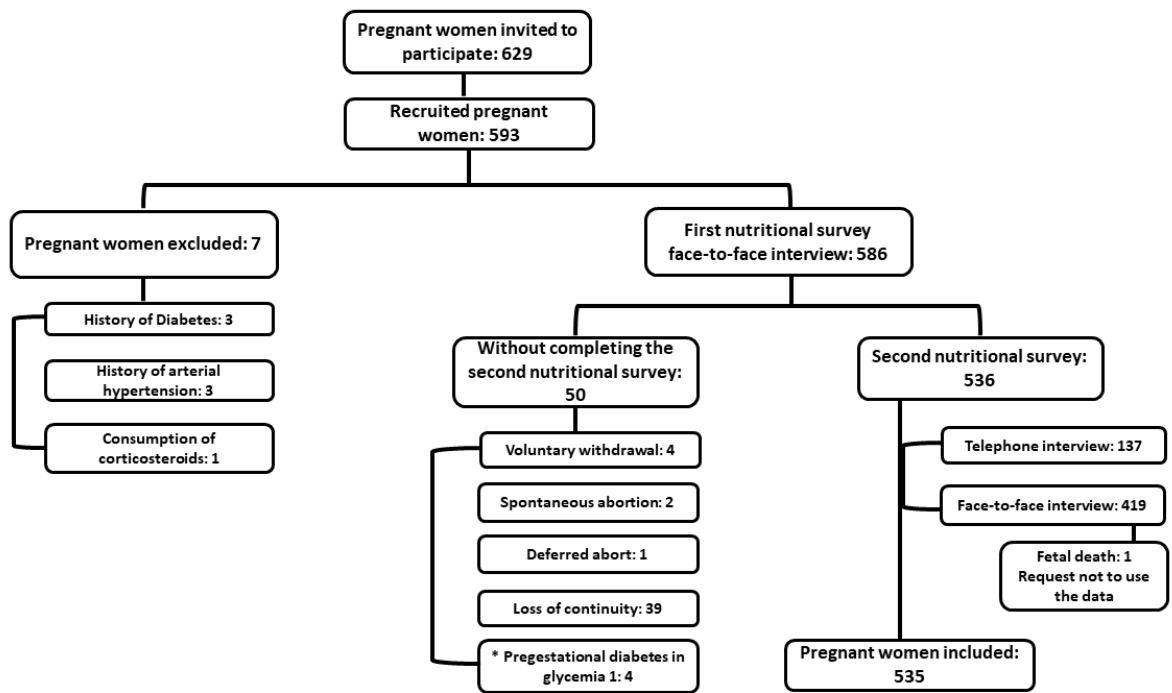 Pregnant women invited to
participate: 629
Recruited pregnant
women: 593
Pregnant women excluded: 7
First nutritional survey
face-to-face interview: 586
History of Diabetes: 3
History of arterial
hypertension: 3
Consumption of
corticosteroids: 1
Without completing the
second nutritional survey:
50
Second nutritional survey:
536
Voluntary withdrawal: 4
Spontaneous abortion: 2
Deferred abort: 1
Loss of continuity: 39
* Pregestational diabetes in
glycemia 1: 4
Telephone interview: 137
Face-to-face interview: 419
Fetal death: 1
Request not to use
the data
Pregnant women included:
535